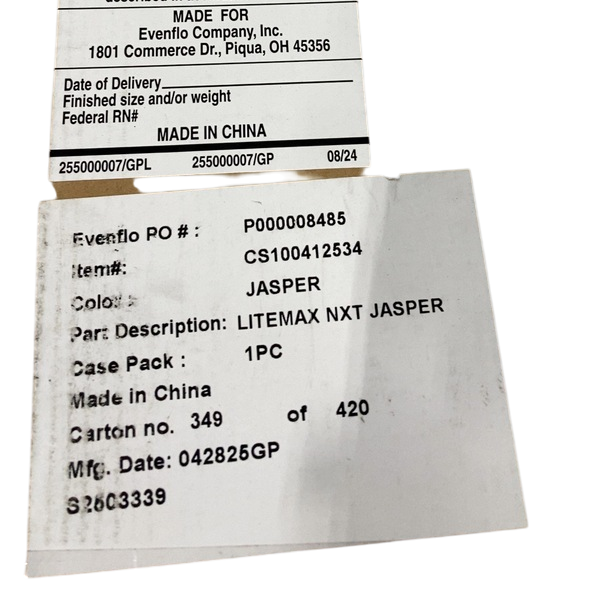 MADE FOR
Evenflo Company, Inc.
1801 Commerce Dr., Piqua, OH 45356
Date of Delivery
Finished size and/or weight
Federal RN#
MADE IN CHINA
255000007/GPL 255000007/GP 08/24
Evenflo PO # : P000008485
Item#: CS100412534
Color : JASPER
Part Description: LITEMAX NXT JASPER
Case Pack : 1PC
Made in China
Carton no. 349 of 420
Mfg. Date: 042825GP